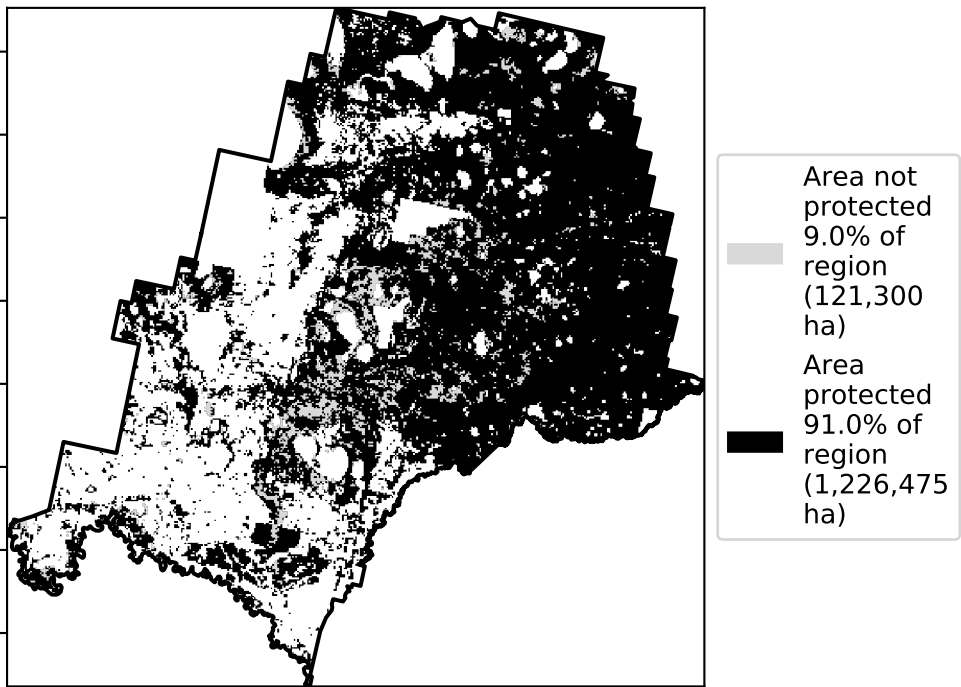 Area not
protected
9.0% of
region
(121,300
ha)
Area
protected
91.0% of
region
(1,226,475
ha)